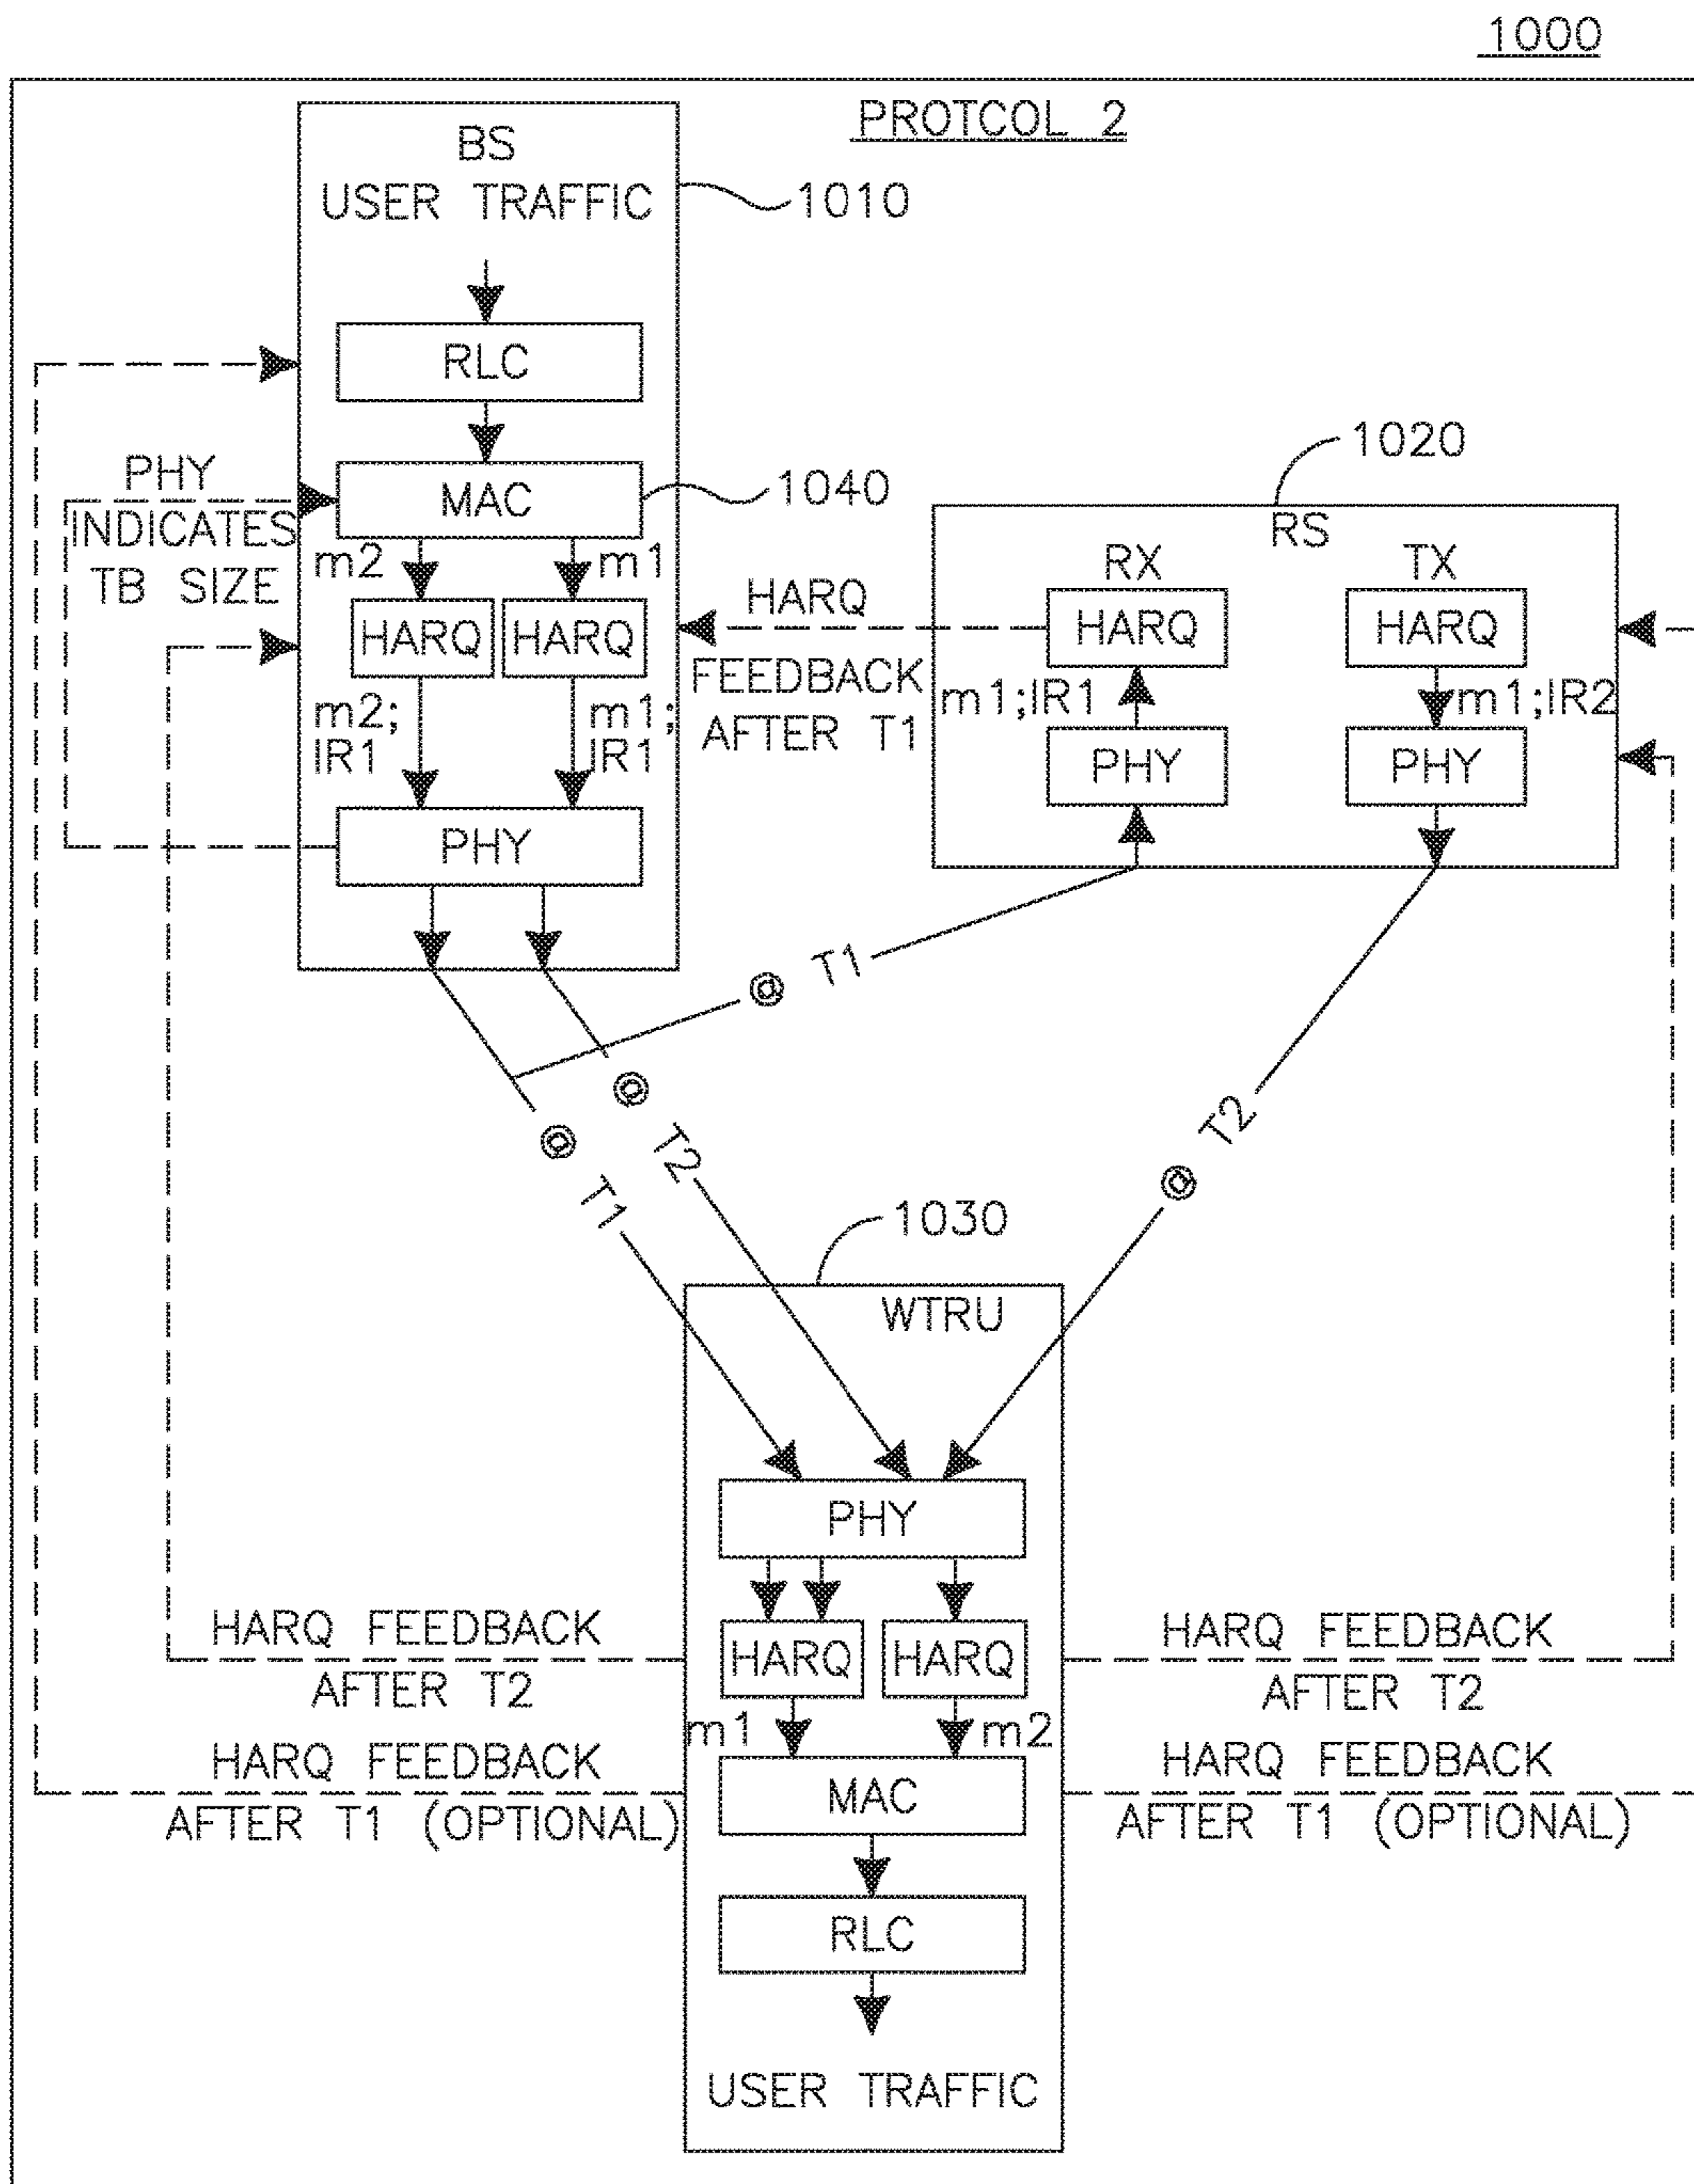 1000
PROTCOL 2
BS
USER TRAFFIC
1010
RLC
PHY
INDICATES
TB SIZE
MAC
1040
m2
m1
HARQ
HARQ
m2;
IR1
m1;
IR1
PHY
HARQ
FEEDBACK
AFTER T1
1020
RS
RX
TX
HARQ
HARQ
m1;IR1
m1;IR2
PHY
PHY
@ T1
@ T2
@ T1
@ T2
1030
WTRU
PHY
HARQ
HARQ
m1
m2
MAC
RLC
USER TRAFFIC
HARQ FEEDBACK
AFTER T2
HARQ FEEDBACK
AFTER T1 (OPTIONAL)
HARQ FEEDBACK
AFTER T2
HARQ FEEDBACK
AFTER T1 (OPTIONAL)